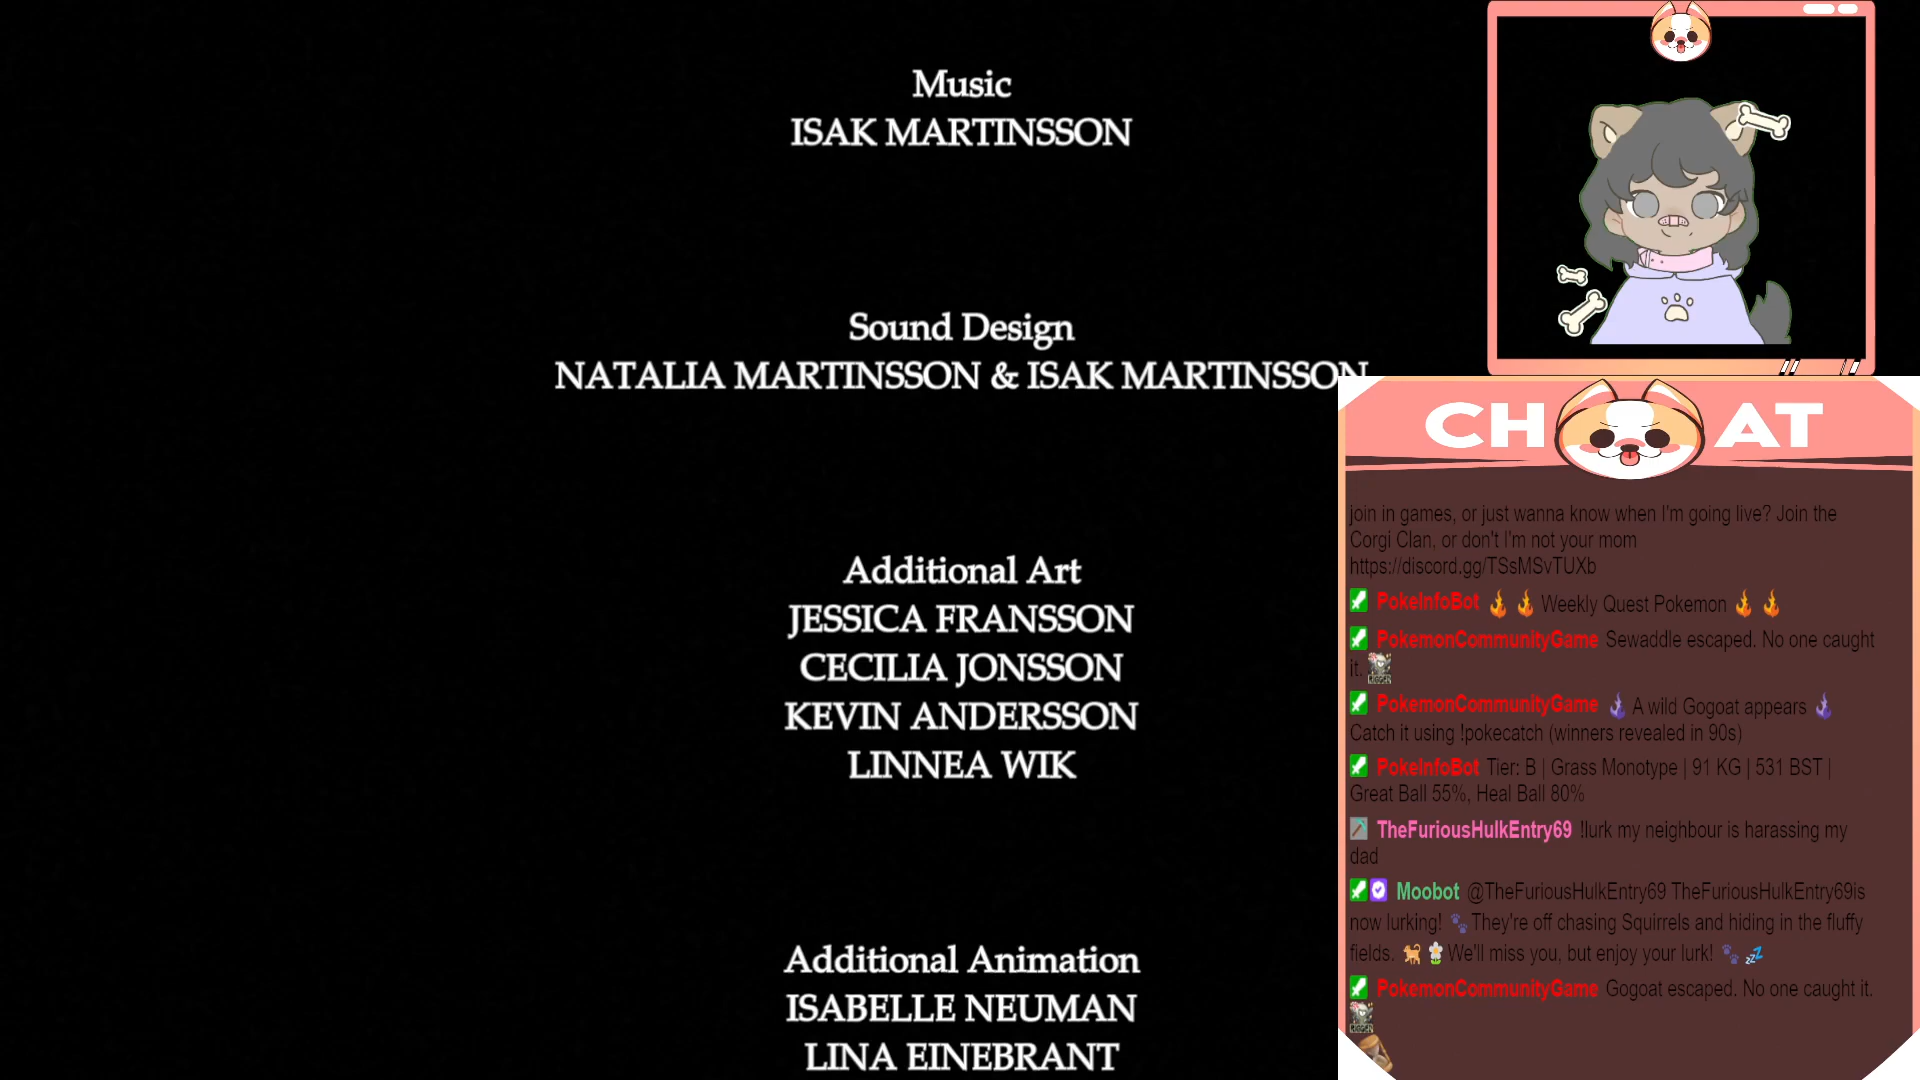 Music
ISAK MARTINSSON
Sound Design
NATALIA MARTINSSON & ISAK MARTINSSON
Additional Art
JESSICA FRANSSON
CECILIA JONSSON
KEVIN ANDERSSON
LINNEA WIK
Additional Animation
ISABELLE NEUMAN
LINA EINEBRANT
CH AT
join in games, or just wanna know when I'm going live? Join the
Corgi Clan, or don't I'm not your mom
https://discord.gg/TSsMSvTUXb
PokeInfoBot 🔥 🔥 Weekly Quest Pokemon 🔥 🔥
PokemonCommunityGame Sewaddle escaped. No one caught
it.
PokemonCommunityGame A wild Gogoat appears
Catch it using !pokecatch (winners revealed in 90s)
PokeInfoBot Tier: B | Grass Monotype | 91 KG | 531 BST |
Great Ball 55%, Heal Ball 80%
TheFuriousHulkEntry69 !lurk my neighbour is harassing my
dad
Moobot @TheFuriousHulkEntry69 TheFuriousHulkEntry69is
now lurking! 🐾They're off chasing Squirrels and hiding in the fluffy
fields. 🐕🌼We'll miss you, but enjoy your lurk! 🐾💤
PokemonCommunityGame Gogoat escaped. No one caught it.